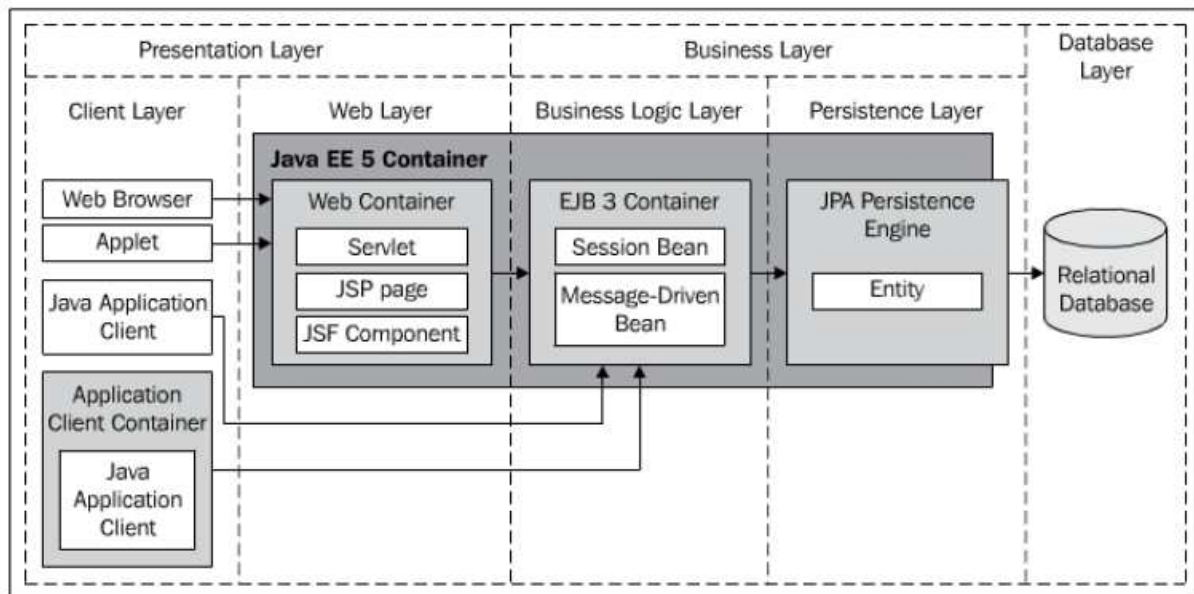 Presentation Layer
Business Layer
Database
Layer
Client Layer
Web Layer
Business Logic Layer
Persistence Layer
Java EE 5 Container
Web Browser
Applet
Java Application
Client
Application
Client Container
Java
Application
Client
Web Container
Servlet
JSP page
JSF Component
EJB 3 Container
Session Bean
Message-Driven
Bean
JPA Persistence
Engine
Entity
Relational
Database